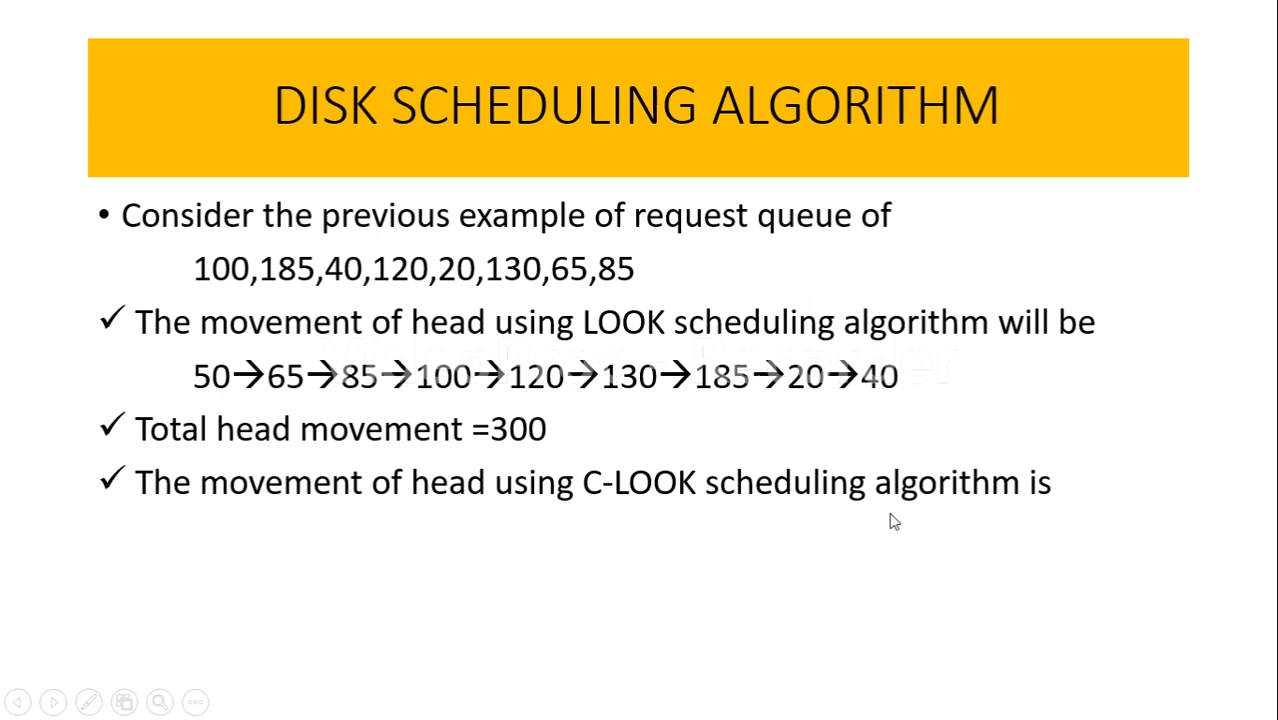 DISK SCHEDULING ALGORITHM
• Consider the previous example of request queue of
100,185,40,120,20,130,65,85
✓ The movement of head using LOOK scheduling algorithm will be
50→65→85→100→120→130→185→20→40
✓ Total head movement =300
✓ The movement of head using C-LOOK scheduling algorithm is